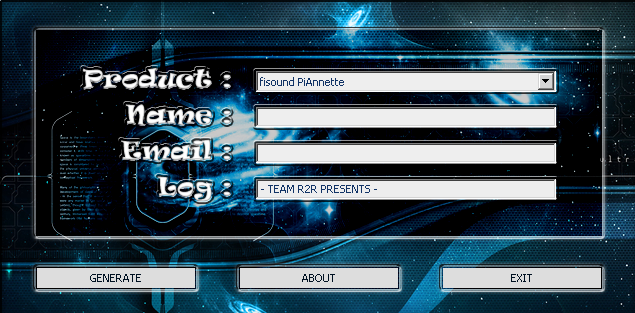 Product : fisound PiAnnette
Name :
Email :
Log : - TEAM R2R PRESENTS -
GENERATE ABOUT EXIT